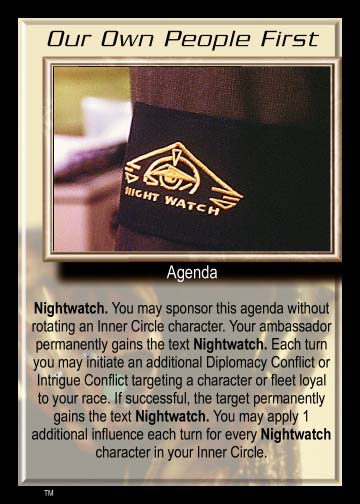 Our Own People First
NIGHT WATCH
Agenda
Nightwatch. You may sponsor this agenda without
rotating an Inner Circle character. Your ambassador
permanently gains the text Nightwatch. Each turn
you may initiate an additional Diplomacy Conflict or
Intrigue Conflict targeting a character or fleet loyal
to your race. If successful, the target permanently
gains the text Nightwatch. You may apply 1
additional influence each turn for every Nightwatch
character in your Inner Circle.
TM